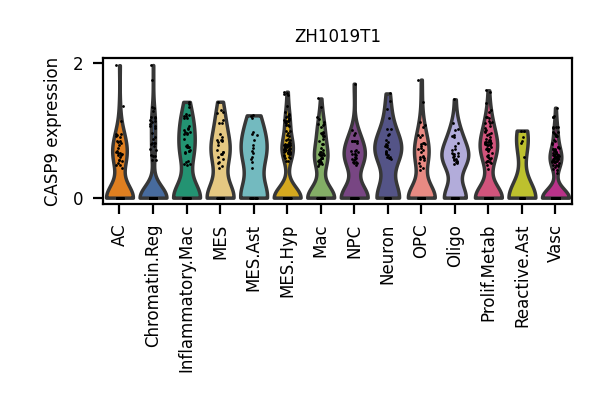 ZH1019T1
CASP9 expression
2
0
AC
Chromatin.Reg
Inflammatory.Mac
MES
MES.Ast
MES.Hyp
Mac
NPC
Neuron
OPC
Oligo
Prolif.Metab
Reactive.Ast
Vasc